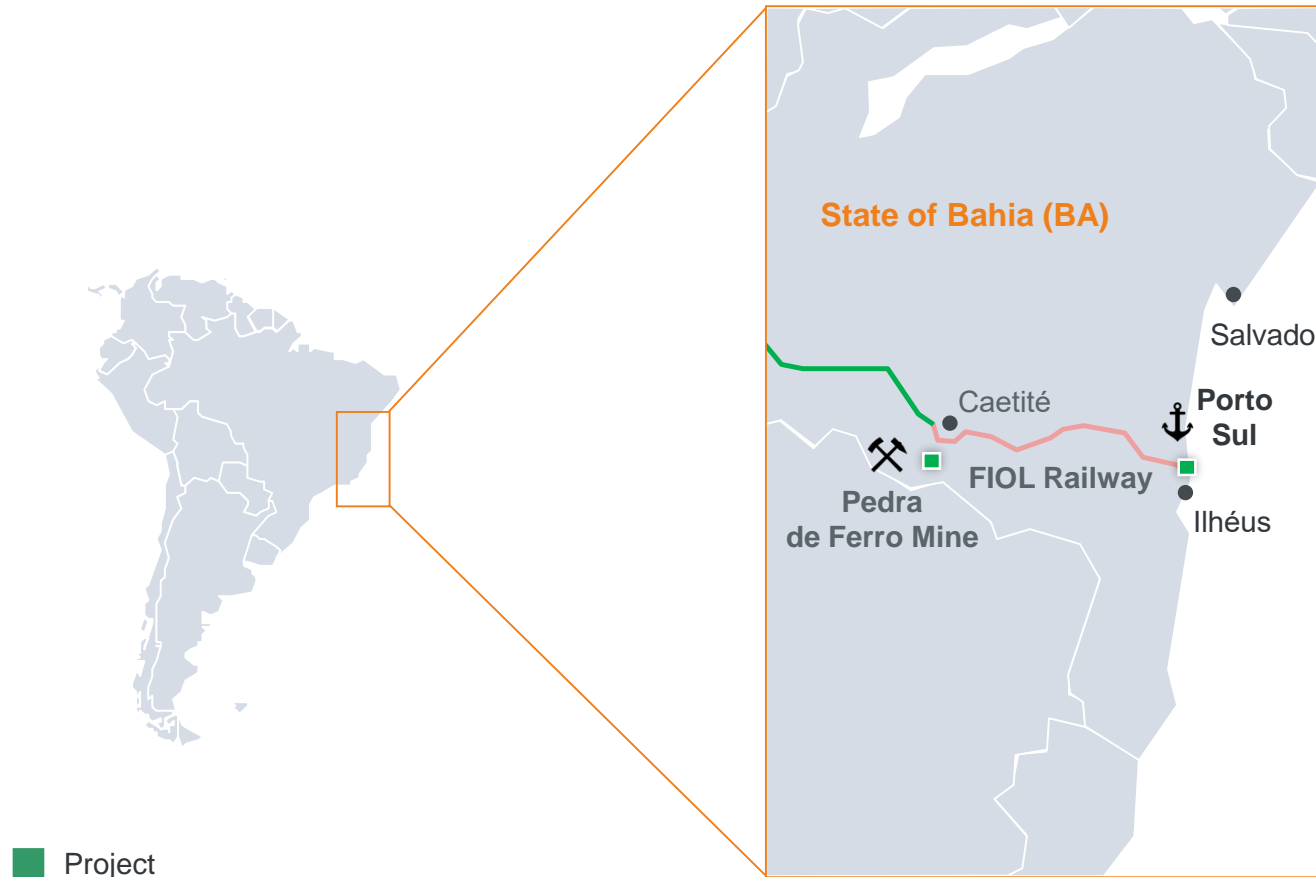 State of Bahia (BA)
Salvado
Caetité
Porto
Sul
FIOL Railway
Pedra
de Ferro Mine
Ilhéus
Project